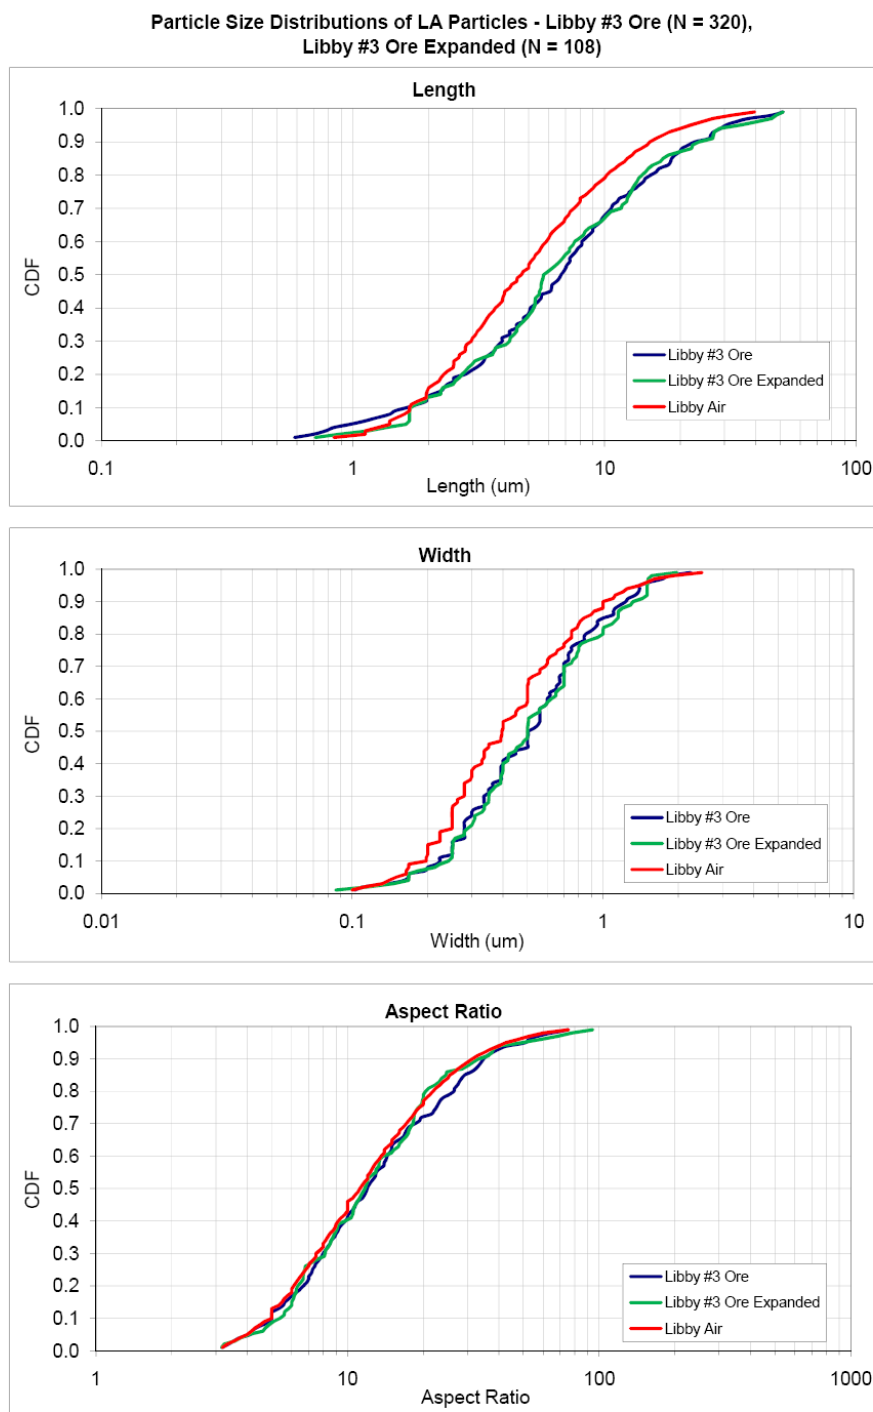 Particle Size Distributions of LA Particles - Libby #3 Ore (N = 320),
Libby #3 Ore Expanded (N = 108)
Length
1.0
0.9
0.8
0.7
0.6
0.5
0.4
0.3
0.2
0.1
0.0
CDF
Libby #3 Ore
Libby #3 Ore Expanded
Libby Air
0.1 1 10 100
Length (um)
Width
1.0
0.9
0.8
0.7
0.6
0.5
0.4
0.3
0.2
0.1
0.0
CDF
Libby #3 Ore
Libby #3 Ore Expanded
Libby Air
0.01 0.1 1 10
Width (um)
Aspect Ratio
1.0
0.9
0.8
0.7
0.6
0.5
0.4
0.3
0.2
0.1
0.0
CDF
Libby #3 Ore
Libby #3 Ore Expanded
Libby Air
1 10 100 1000
Aspect Ratio